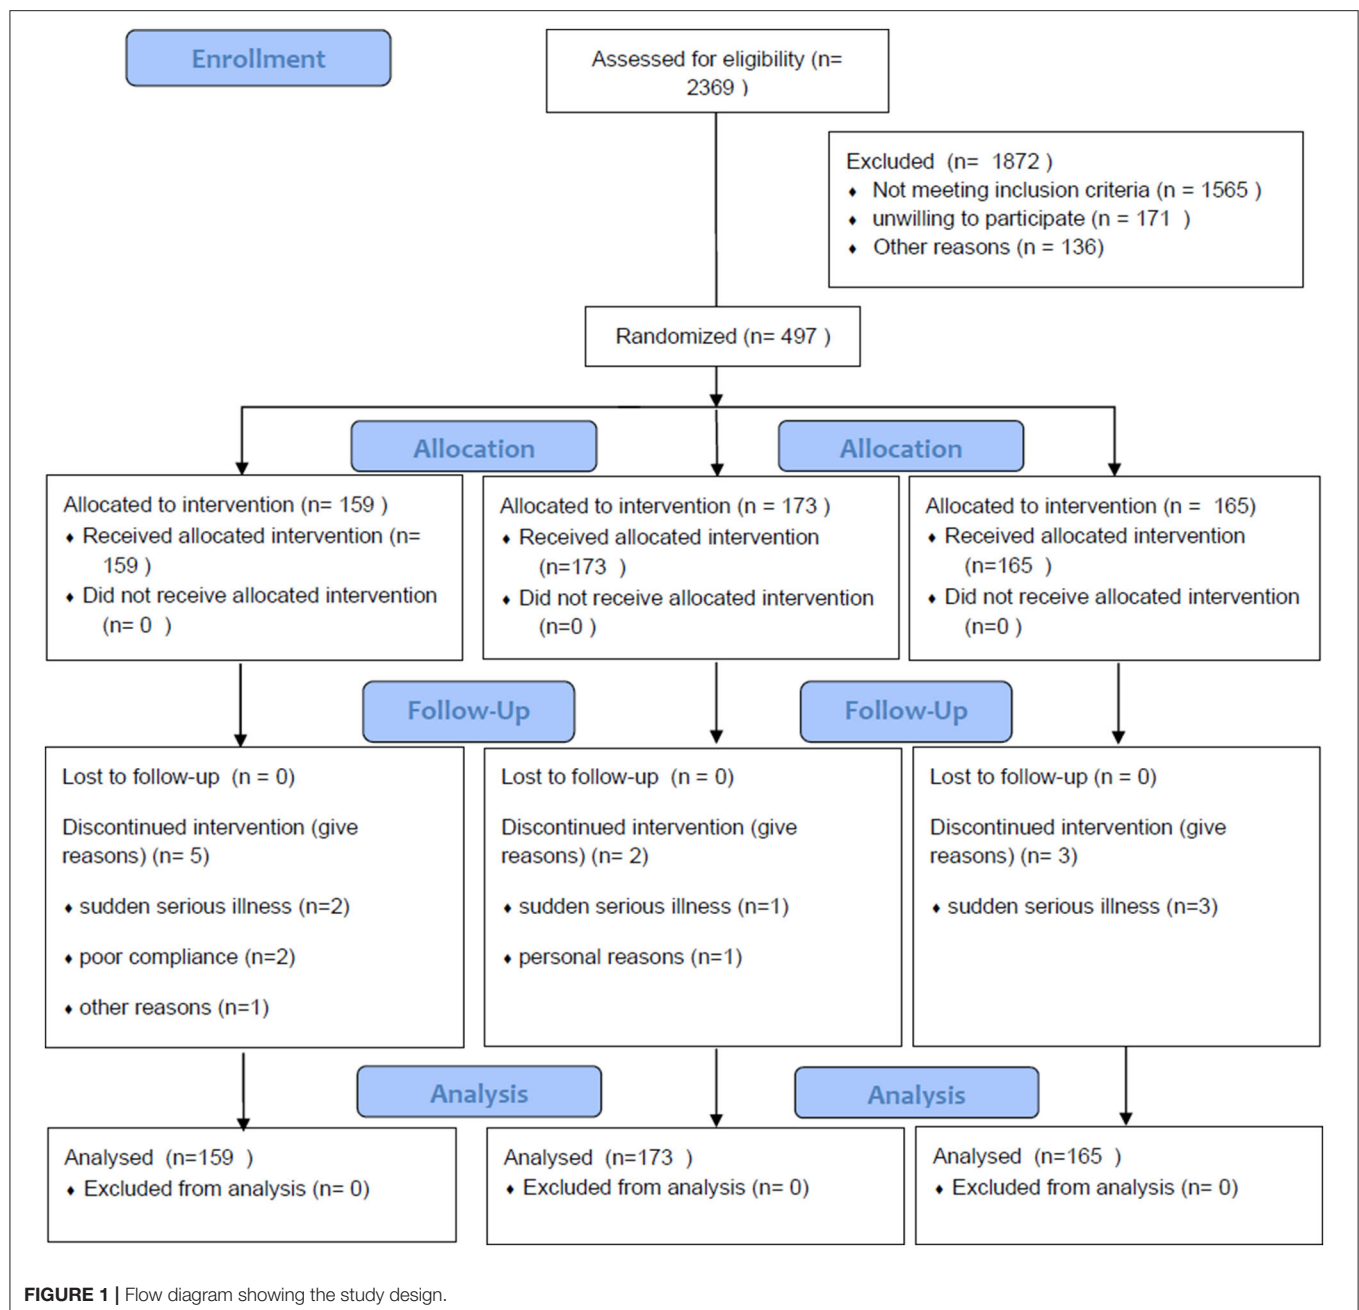 Enrollment
Assessed for eligibility (n=
2369 )
Excluded (n= 1872 )
♦ Not meeting inclusion criteria (n = 1565 )
♦ unwilling to participate (n = 171 )
♦ Other reasons (n = 136)
Randomized (n= 497 )
Allocation
Allocation
Allocated to intervention (n= 159 )
♦ Received allocated intervention (n=
159 )
♦ Did not receive allocated intervention
(n= 0 )
Allocated to intervention (n = 173 )
♦ Received allocated intervention
(n=173 )
♦ Did not receive allocated intervention
(n=0 )
Allocated to intervention (n = 165)
♦ Received allocated intervention
(n=165 )
♦ Did not receive allocated intervention
(n=0 )
Follow-Up
Follow-Up
Lost to follow-up (n = 0)
Discontinued intervention (give
reasons) (n= 5)
♦ sudden serious illness (n=2)
♦ poor compliance (n=2)
♦ other reasons (n=1)
Lost to follow-up (n = 0)
Discontinued intervention (give
reasons) (n= 2)
♦ sudden serious illness (n=1)
♦ personal reasons (n=1)
Lost to follow-up (n = 0)
Discontinued intervention (give
reasons) (n= 3)
♦ sudden serious illness (n=3)
Analysis
Analysis
Analysed (n=159 )
♦ Excluded from analysis (n= 0)
Analysed (n=173 )
♦ Excluded from analysis (n= 0)
Analysed (n=165 )
♦ Excluded from analysis (n= 0)
FIGURE 1 | Flow diagram showing the study design.